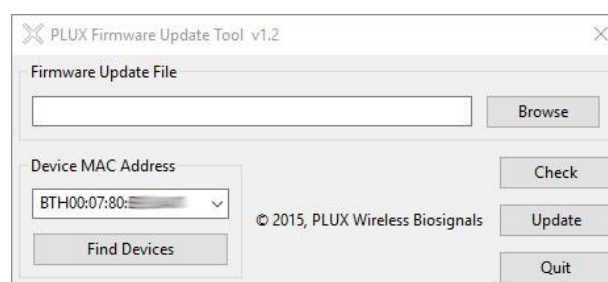 PLUX Firmware Update Tool v1.2
Firmware Update File
Browse
Device MAC Address
BTH00:07:80:
Find Devices
© 2015, PLUX Wireless Biosignals
Check
Update
Quit